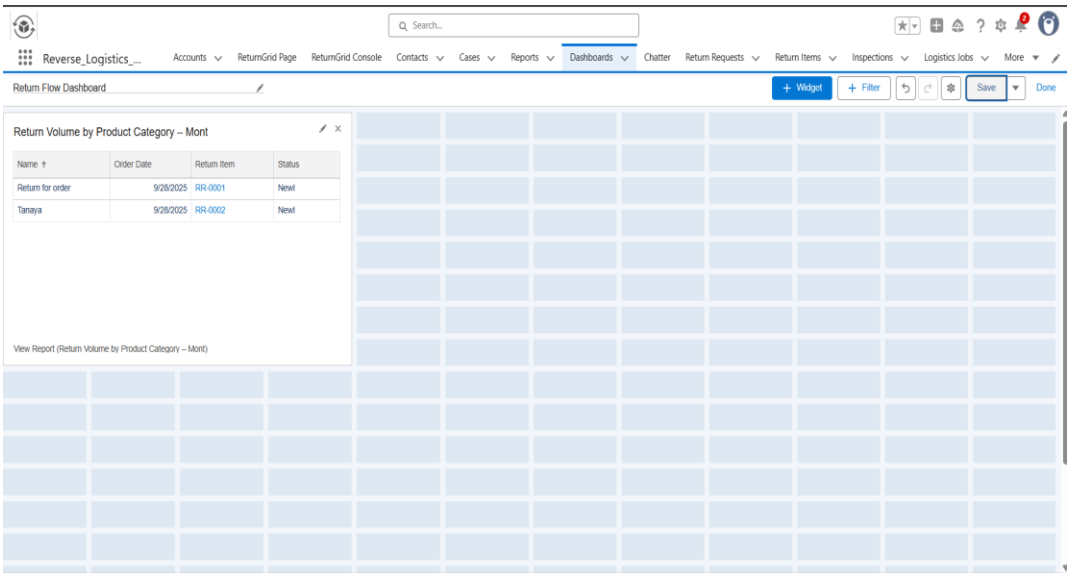 Search...
2
Reverse_Logistics_... Accounts ReturnGrid Page ReturnGrid Console Contacts Cases Reports Dashboards Chatter Return Requests Return Items Inspections Logistics Jobs More
Return Flow Dashboard + Widget + Filter Save Done
Return Volume by Product Category – Mont
Name ↑ Order Date Return Item Status
Return for order 9/28/2025 RR-0001 Newl
Tanaya 9/28/2025 RR-0002 Newl
View Report (Return Volume by Product Category – Mont)